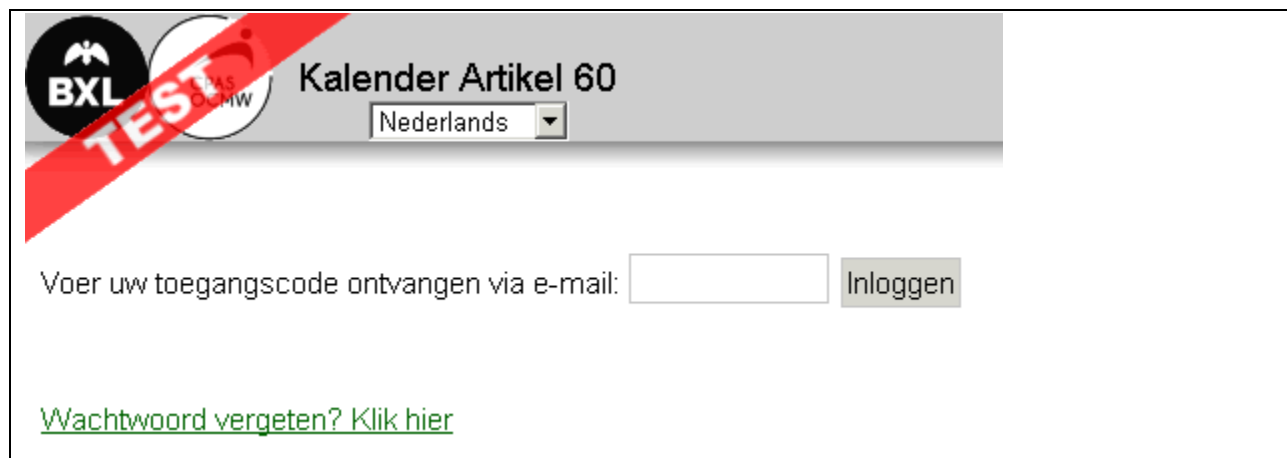 BXL
CPAS
OCMW
TEST
Kalender Artikel 60
Nederlands
Voer uw toegangscode ontvangen via e-mail:
Inloggen
Wachtwoord vergeten? Klik hier